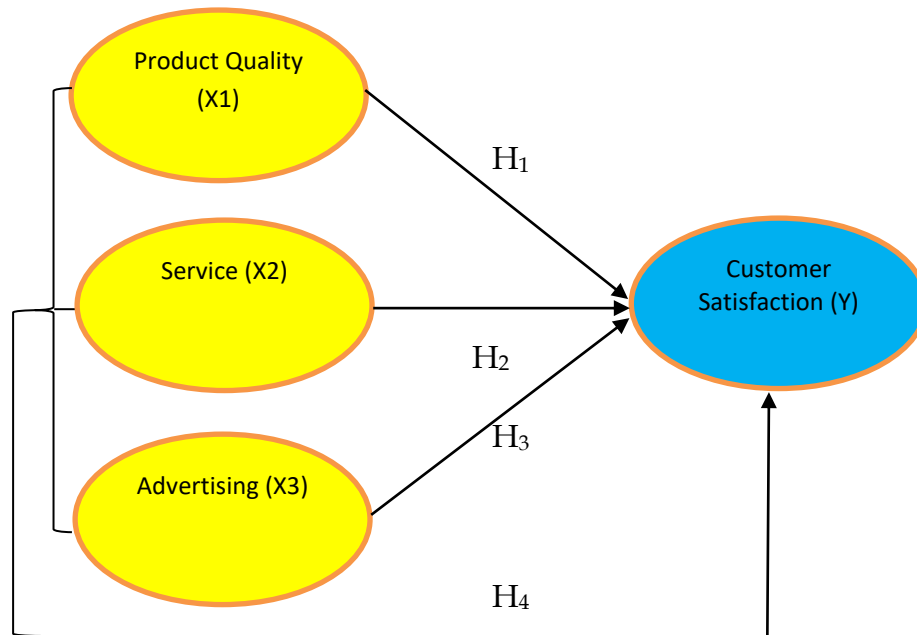 Product Quality
(X1)
H₁
Service (X2)
Customer
Satisfaction (Y)
H₂
H₃
Advertising (X3)
H₄